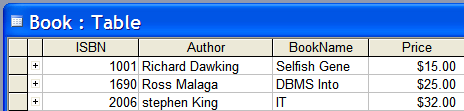 Book : Table
ISBN Author BookName Price
1001 Richard Dawking Selfish Gene $15.00
1690 Ross Malaga DBMS Into $25.00
2006 stephen King IT $32.00